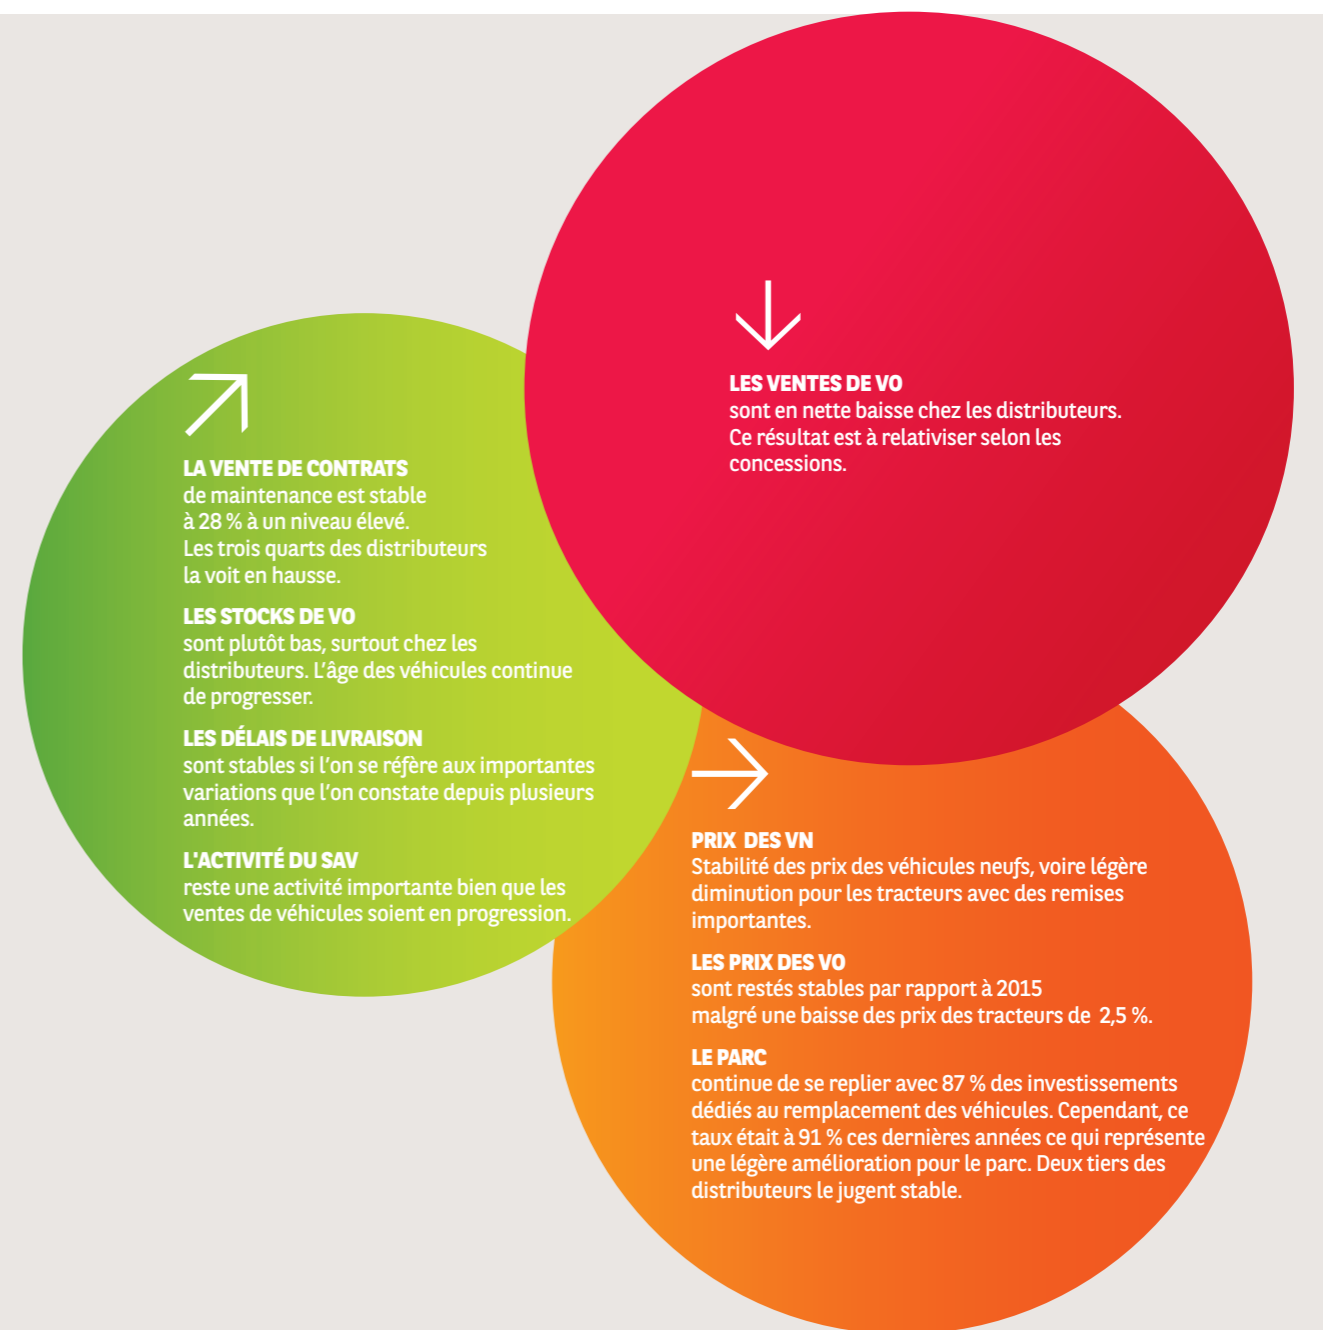 LES VENTES DE VO
sont en nette baisse chez les distributeurs.
Ce résultat est à relativiser selon les
concessions.
LA VENTE DE CONTRATS
de maintenance est stable
à 28 % à un niveau élevé.
Les trois quarts des distributeurs
la voit en hausse.
LES STOCKS DE VO
sont plutôt bas, surtout chez les
distributeurs. L’âge des véhicules continue
de progresser.
LES DÉLAIS DE LIVRAISON
sont stables si l’on se réfère aux importantes
variations que l’on constate depuis plusieurs
années.
L'ACTIVITÉ DU SAV
reste une activité importante bien que les
ventes de véhicules soient en progression.
PRIX DES VN
Stabilité des prix des véhicules neufs, voire légère
diminution pour les tracteurs avec des remises
importantes.
LES PRIX DES VO
sont restés stables par rapport à 2015
malgré une baisse des prix des tracteurs de 2,5 %.
LE PARC
continue de se replier avec 87 % des investissements
dédiés au remplacement des véhicules. Cependant, ce
taux était à 91 % ces dernières années ce qui représente
une légère amélioration pour le parc. Deux tiers des
distributeurs le jugent stable.